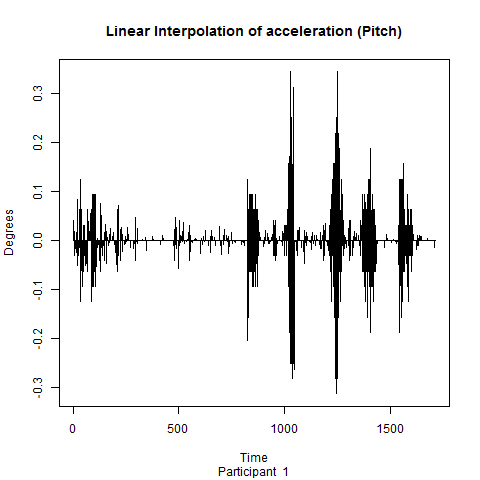 Linear Interpolation of acceleration (Pitch)
Degrees
0.3
0.2
0.1
0.0
-0.1
-0.2
-0.3
0 500 1000 1500
Time
Participant 1